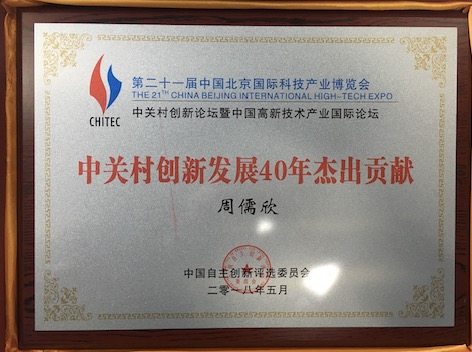 第二十一届中国北京国际科技产业博览会
THE 21TH CHINA BEIJING INTERNATIONAL HIGH-TECH EXPO
CHITEC
中关村创新论坛暨中国高新技术产业国际论坛
中关村创新发展40年杰出贡献
周儒欣
中国自主创新评选委员会
二零一八年五月